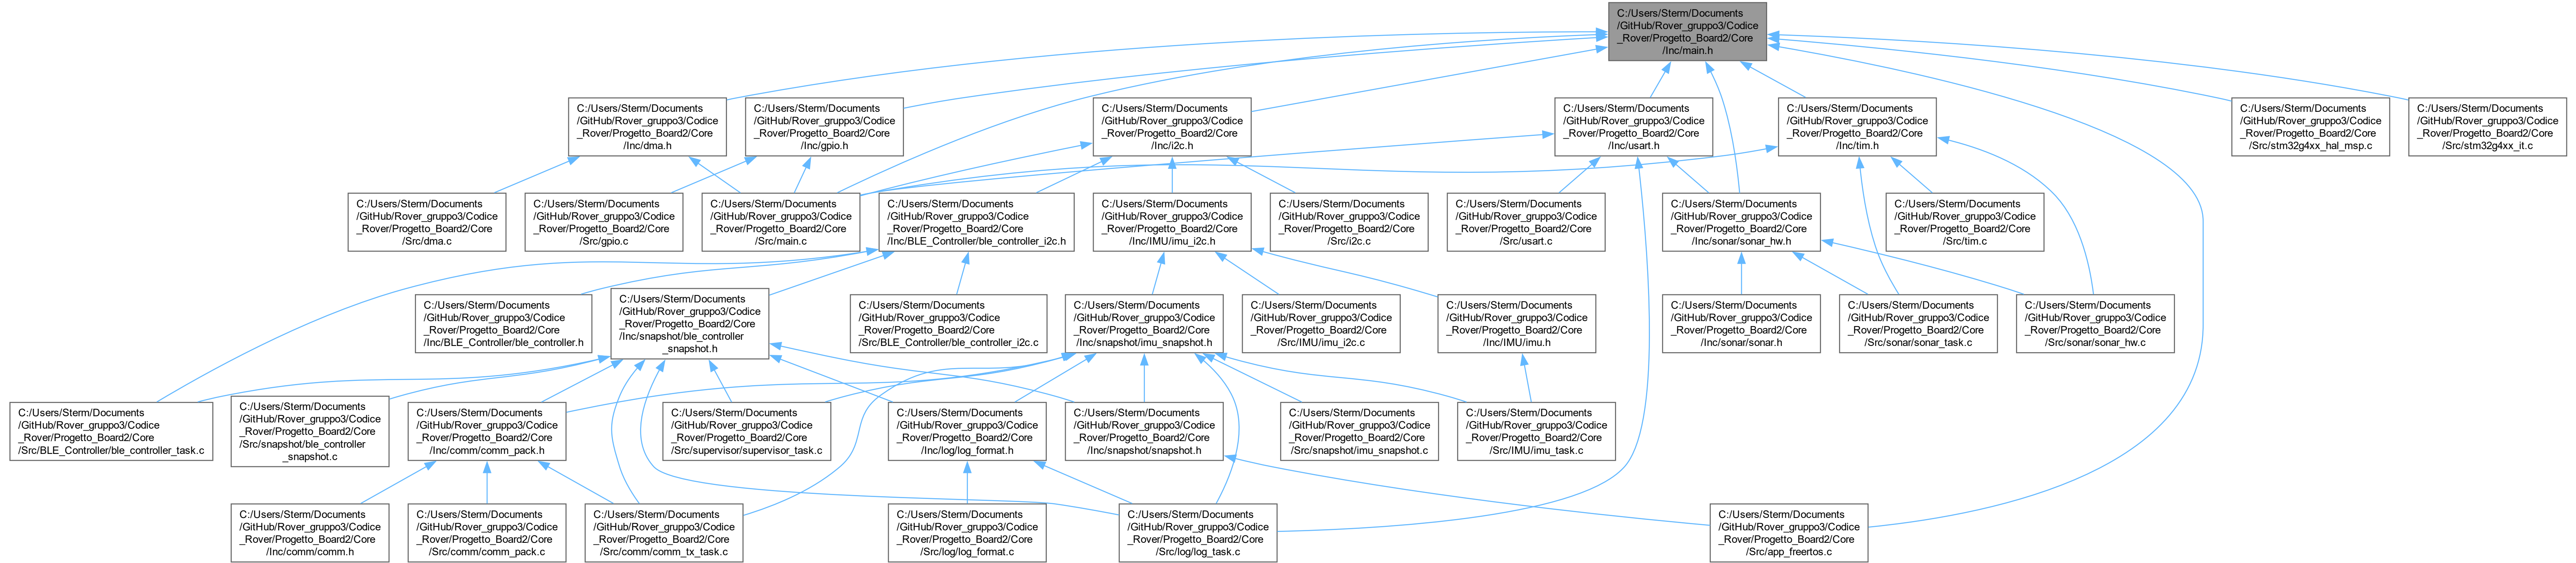 C:/Users/Sterm/Documents
/GitHub/Rover_gruppo3/Codice
_Rover/Progetto_Board2/Core
/Inc/main.h
C:/Users/Sterm/Documents
/GitHub/Rover_gruppo3/Codice
_Rover/Progetto_Board2/Core
/Inc/dma.h
C:/Users/Sterm/Documents
/GitHub/Rover_gruppo3/Codice
_Rover/Progetto_Board2/Core
/Inc/gpio.h
C:/Users/Sterm/Documents
/GitHub/Rover_gruppo3/Codice
_Rover/Progetto_Board2/Core
/Inc/i2c.h
C:/Users/Sterm/Documents
/GitHub/Rover_gruppo3/Codice
_Rover/Progetto_Board2/Core
/Inc/usart.h
C:/Users/Sterm/Documents
/GitHub/Rover_gruppo3/Codice
_Rover/Progetto_Board2/Core
/Inc/tim.h
C:/Users/Sterm/Documents
/GitHub/Rover_gruppo3/Codice
_Rover/Progetto_Board2/Core
/Src/stm32g4xx_hal_msp.c
C:/Users/Sterm/Documents
/GitHub/Rover_gruppo3/Codice
_Rover/Progetto_Board2/Core
/Src/stm32g4xx_it.c
C:/Users/Sterm/Documents
/GitHub/Rover_gruppo3/Codice
_Rover/Progetto_Board2/Core
/Src/dma.c
C:/Users/Sterm/Documents
/GitHub/Rover_gruppo3/Codice
_Rover/Progetto_Board2/Core
/Src/gpio.c
C:/Users/Sterm/Documents
/GitHub/Rover_gruppo3/Codice
_Rover/Progetto_Board2/Core
/Src/main.c
C:/Users/Sterm/Documents
/GitHub/Rover_gruppo3/Codice
_Rover/Progetto_Board2/Core
/Inc/BLE_Controller/ble_controller_i2c.h
C:/Users/Sterm/Documents
/GitHub/Rover_gruppo3/Codice
_Rover/Progetto_Board2/Core
/Inc/IMU/imu_i2c.h
C:/Users/Sterm/Documents
/GitHub/Rover_gruppo3/Codice
_Rover/Progetto_Board2/Core
/Src/i2c.c
C:/Users/Sterm/Documents
/GitHub/Rover_gruppo3/Codice
_Rover/Progetto_Board2/Core
/Src/usart.c
C:/Users/Sterm/Documents
/GitHub/Rover_gruppo3/Codice
_Rover/Progetto_Board2/Core
/Inc/sonar/sonar_hw.h
C:/Users/Sterm/Documents
/GitHub/Rover_gruppo3/Codice
_Rover/Progetto_Board2/Core
/Src/tim.c
C:/Users/Sterm/Documents
/GitHub/Rover_gruppo3/Codice
_Rover/Progetto_Board2/Core
/Inc/BLE_Controller/ble_controller.h
C:/Users/Sterm/Documents
/GitHub/Rover_gruppo3/Codice
_Rover/Progetto_Board2/Core
/Inc/snapshot/ble_controller
_snapshot.h
C:/Users/Sterm/Documents
/GitHub/Rover_gruppo3/Codice
_Rover/Progetto_Board2/Core
/Src/BLE_Controller/ble_controller_i2c.c
C:/Users/Sterm/Documents
/GitHub/Rover_gruppo3/Codice
_Rover/Progetto_Board2/Core
/Inc/snapshot/imu_snapshot.h
C:/Users/Sterm/Documents
/GitHub/Rover_gruppo3/Codice
_Rover/Progetto_Board2/Core
/Src/IMU/imu_i2c.c
C:/Users/Sterm/Documents
/GitHub/Rover_gruppo3/Codice
_Rover/Progetto_Board2/Core
/Inc/IMU/imu.h
C:/Users/Sterm/Documents
/GitHub/Rover_gruppo3/Codice
_Rover/Progetto_Board2/Core
/Inc/sonar/sonar.h
C:/Users/Sterm/Documents
/GitHub/Rover_gruppo3/Codice
_Rover/Progetto_Board2/Core
/Src/sonar/sonar_task.c
C:/Users/Sterm/Documents
/GitHub/Rover_gruppo3/Codice
_Rover/Progetto_Board2/Core
/Src/sonar/sonar_hw.c
C:/Users/Sterm/Documents
/GitHub/Rover_gruppo3/Codice
_Rover/Progetto_Board2/Core
/Src/BLE_Controller/ble_controller_task.c
C:/Users/Sterm/Documents
/GitHub/Rover_gruppo3/Codice
_Rover/Progetto_Board2/Core
/Src/snapshot/ble_controller
_snapshot.c
C:/Users/Sterm/Documents
/GitHub/Rover_gruppo3/Codice
_Rover/Progetto_Board2/Core
/Inc/comm/comm_pack.h
C:/Users/Sterm/Documents
/GitHub/Rover_gruppo3/Codice
_Rover/Progetto_Board2/Core
/Src/supervisor/supervisor_task.c
C:/Users/Sterm/Documents
/GitHub/Rover_gruppo3/Codice
_Rover/Progetto_Board2/Core
/Inc/log/log_format.h
C:/Users/Sterm/Documents
/GitHub/Rover_gruppo3/Codice
_Rover/Progetto_Board2/Core
/Inc/snapshot/snapshot.h
C:/Users/Sterm/Documents
/GitHub/Rover_gruppo3/Codice
_Rover/Progetto_Board2/Core
/Src/snapshot/imu_snapshot.c
C:/Users/Sterm/Documents
/GitHub/Rover_gruppo3/Codice
_Rover/Progetto_Board2/Core
/Src/IMU/imu_task.c
C:/Users/Sterm/Documents
/GitHub/Rover_gruppo3/Codice
_Rover/Progetto_Board2/Core
/Inc/comm/comm.h
C:/Users/Sterm/Documents
/GitHub/Rover_gruppo3/Codice
_Rover/Progetto_Board2/Core
/Src/comm/comm_pack.c
C:/Users/Sterm/Documents
/GitHub/Rover_gruppo3/Codice
_Rover/Progetto_Board2/Core
/Src/comm/comm_tx_task.c
C:/Users/Sterm/Documents
/GitHub/Rover_gruppo3/Codice
_Rover/Progetto_Board2/Core
/Src/log/log_format.c
C:/Users/Sterm/Documents
/GitHub/Rover_gruppo3/Codice
_Rover/Progetto_Board2/Core
/Src/log/log_task.c
C:/Users/Sterm/Documents
/GitHub/Rover_gruppo3/Codice
_Rover/Progetto_Board2/Core
/Src/app_freertos.c